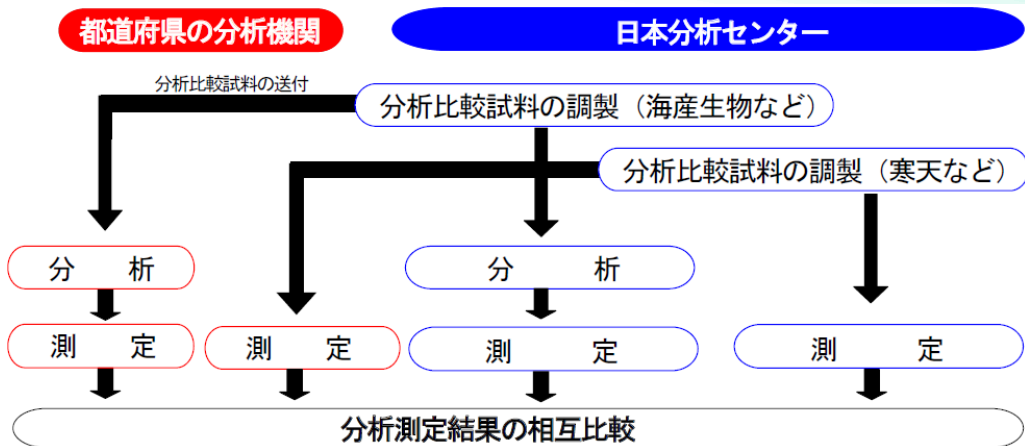 都道府県の分析機関
日本分析センター
分析比較試料の送付
分析比較試料の調製（海産生物など）
分析比較試料の調製（寒天など）
分　析
分　析
測　定
測　定
測　定
測　定
分析測定結果の相互比較